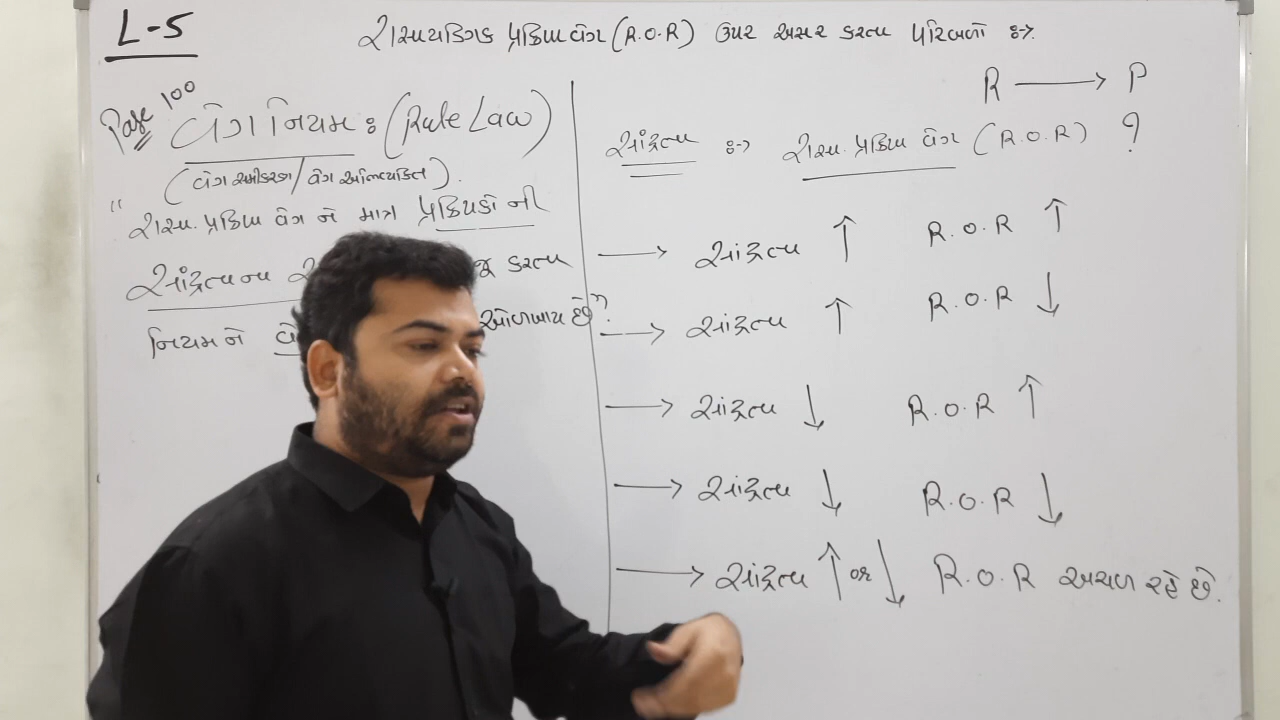 L-5
રાસાયણિક પ્રક્રિયા વેગ (R.O.R) ઉપર અસર કરતા પરિબળો :->
Page 100
વેગ નિયમ : (Rate Law)
(વેગ સમીકરણ / વેગ અભિવ્યક્તિ).
" રાસા. પ્રક્રિયા વેગ ને માત્ર પ્રક્રિયકો ની
સાંદ્રતાના કરતા
નિયમ ને ઓળખાય છે".
R ⟶ P
સાંદ્રતા :-> રાસા. પ્રક્રિયા વેગ (R.O.R) ?
⟶ સાંદ્રતા ↑ R.O.R ↑
⟶ સાંદ્રતા ↑ R.O.R ↓
⟶ સાંદ્રતા ↓ R.O.R ↑
⟶ સાંદ્રતા ↓ R.O.R ↓
⟶ સાંદ્રતા ↑ or ↓ R.O.R અચળ રહે છે.